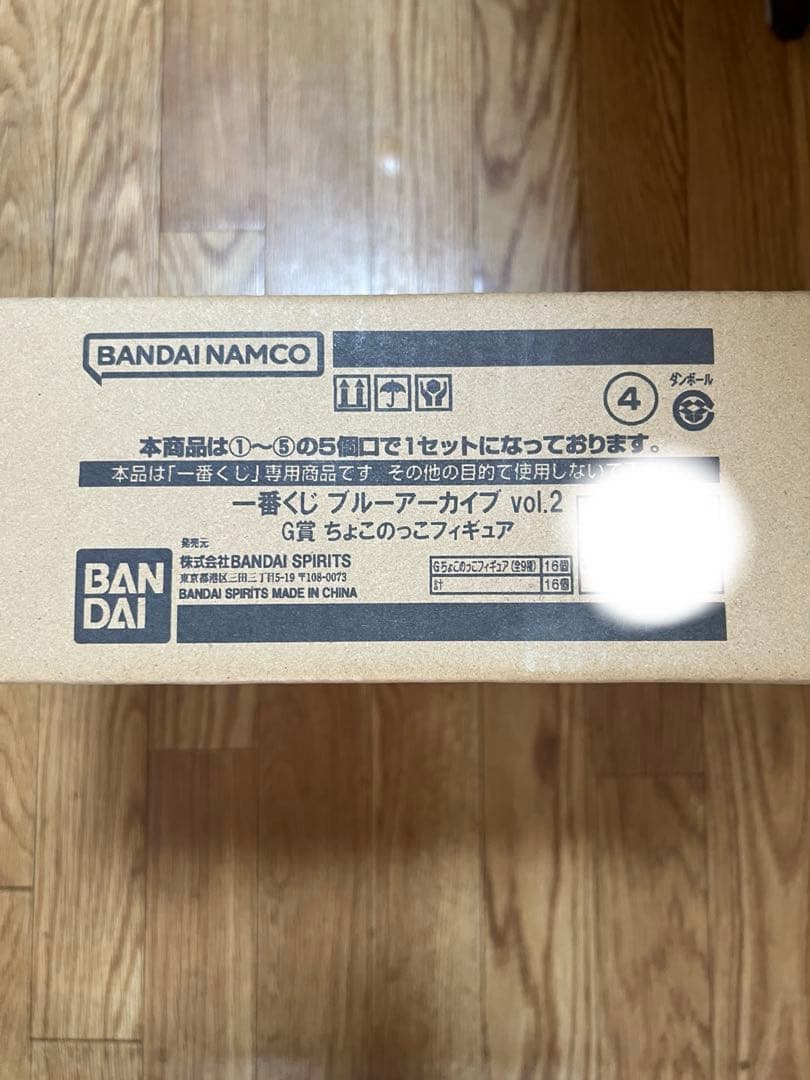 BANDAI NAMCO
④
ダンボール
本商品は①～⑤の5個口で1セットになっております。
本品は「一番くじ」専用商品です その他の目的で使用しないで
一番くじ ブルーアーカイブ vol.2
G賞 ちょこのっこフィギュア
発売元
株式会社BANDAI SPIRITS
東京都港区三田三丁目5-19 〒108-0073
BANDAI SPIRITS MADE IN CHINA
BAN
DAI
Gちょこのっこフィギュア(全9種) 16個
計 16個